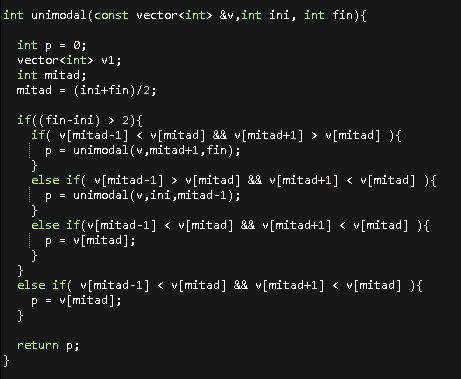 int unimodal(const vector<int> &v,int ini, int fin){
int p = 0;
vector<int> v1;
int mitad;
mitad = (ini+fin)/2;
if((fin-ini) > 2){
if( v[mitad-1] < v[mitad] && v[mitad+1] > v[mitad] ){
p = unimodal(v,mitad+1,fin);
}
else if( v[mitad-1] > v[mitad] && v[mitad+1] < v[mitad] ){
p = unimodal(v,ini,mitad-1);
}
else if(v[mitad-1] < v[mitad] && v[mitad+1] < v[mitad] ){
p = v[mitad];
}
}
else if( v[mitad-1] < v[mitad] && v[mitad+1] < v[mitad] ){
p = v[mitad];
}
return p;
}